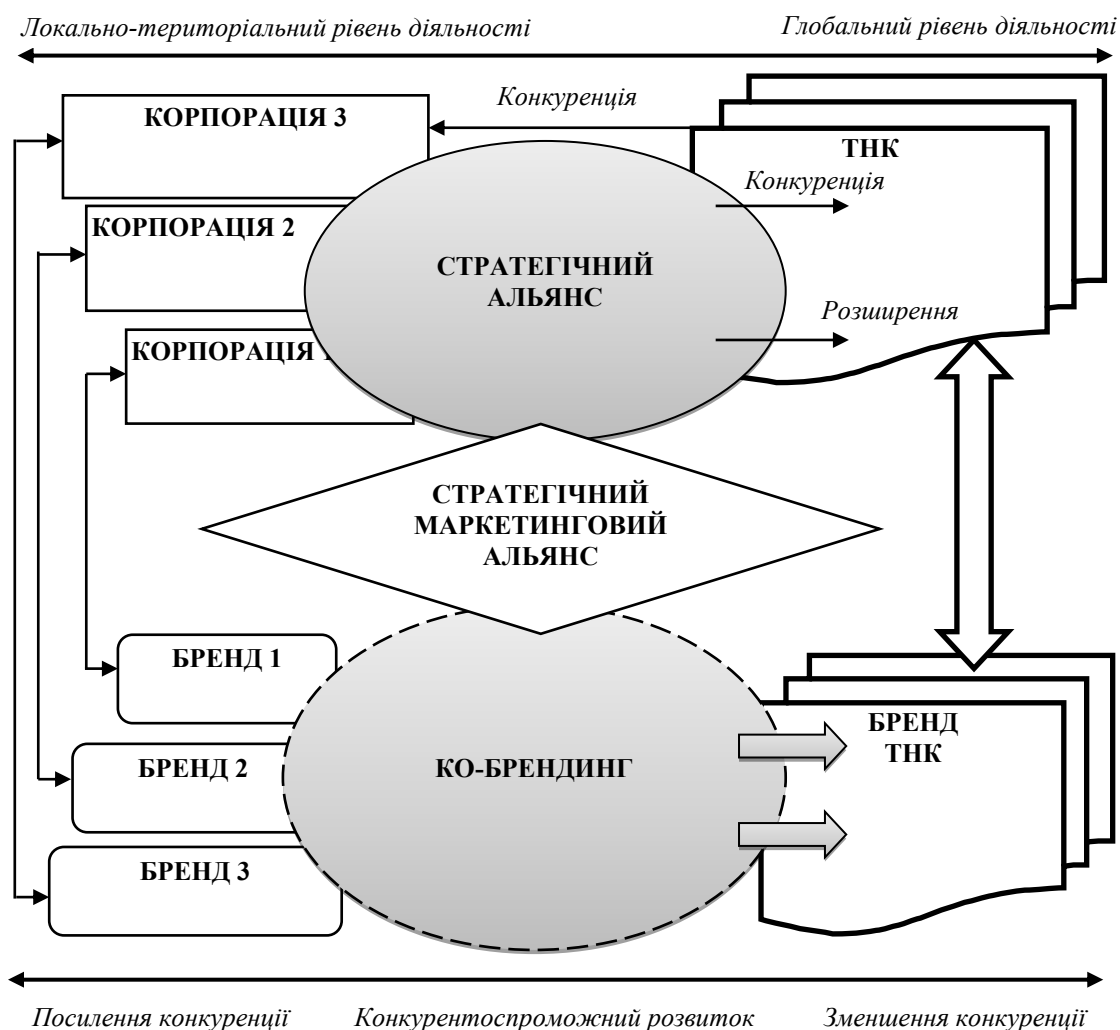 Локально-територіальний рівень діяльності
Глобальний рівень діяльності
КОРПОРАЦІЯ 3
Конкуренція
ТНК
Конкуренція
КОРПОРАЦІЯ 2
СТРАТЕГІЧНИЙ
АЛЬЯНС
Розширення
КОРПОРАЦІЯ 1
СТРАТЕГІЧНИЙ
МАРКЕТИНГОВИЙ
АЛЬЯНС
БРЕНД 1
БРЕНД
ТНК
БРЕНД 2
КО-БРЕНДИНГ
БРЕНД 3
Посилення конкуренції
Конкурентоспроможний розвиток
Зменшення конкуренції